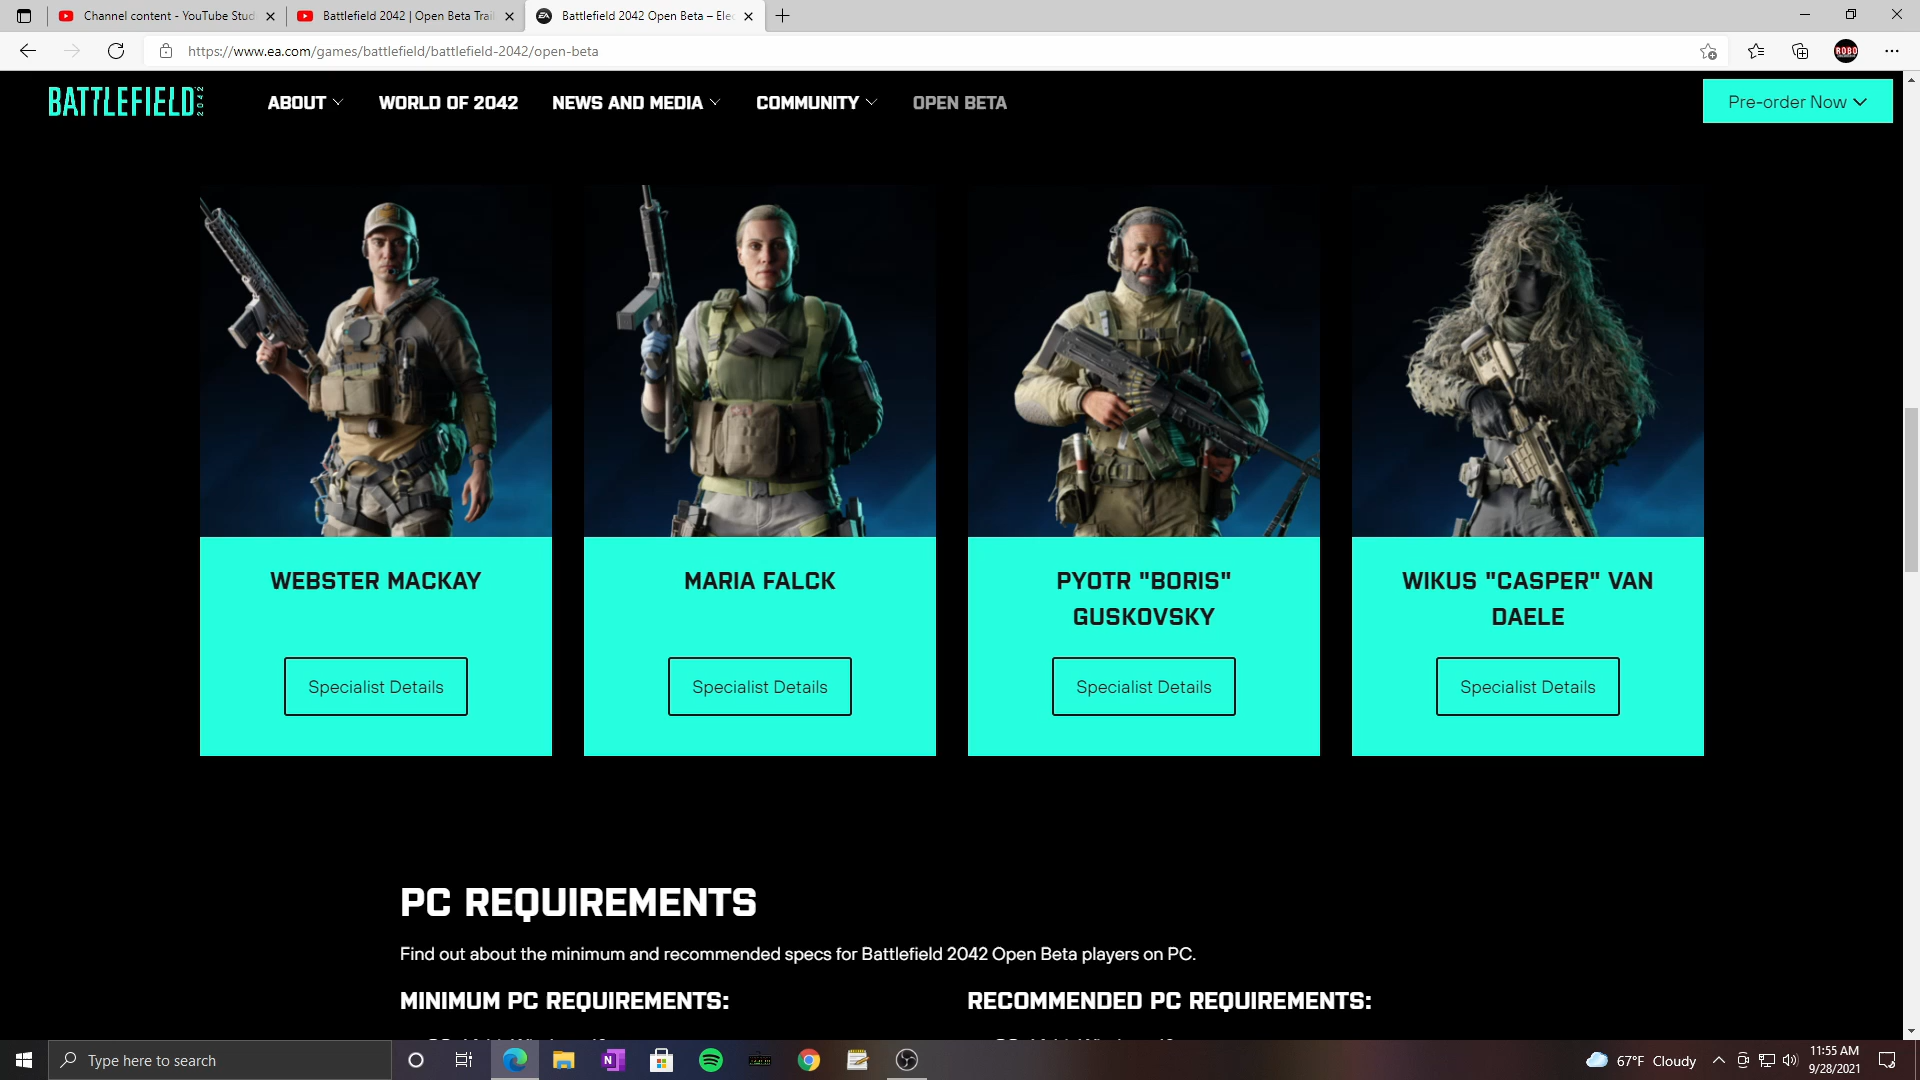 Channel content - YouTube Stud
Battlefield 2042 | Open Beta Trail
EA
Battlefield 2042 Open Beta – Elec
https://www.ea.com/games/battlefield/battlefield-2042/open-beta
ROBO
BATTLEFIELD 2042
ABOUT
WORLD OF 2042
NEWS AND MEDIA
COMMUNITY
OPEN BETA
Pre-order Now
WEBSTER MACKAY
MARIA FALCK
PYOTR "BORIS"
GUSKOVSKY
WIKUS "CASPER" VAN
DAELE
Specialist Details
Specialist Details
Specialist Details
Specialist Details
PC REQUIREMENTS
Find out about the minimum and recommended specs for Battlefield 2042 Open Beta players on PC.
MINIMUM PC REQUIREMENTS:
RECOMMENDED PC REQUIREMENTS:
Type here to search
N
67°F Cloudy
11:55 AM
9/28/2021